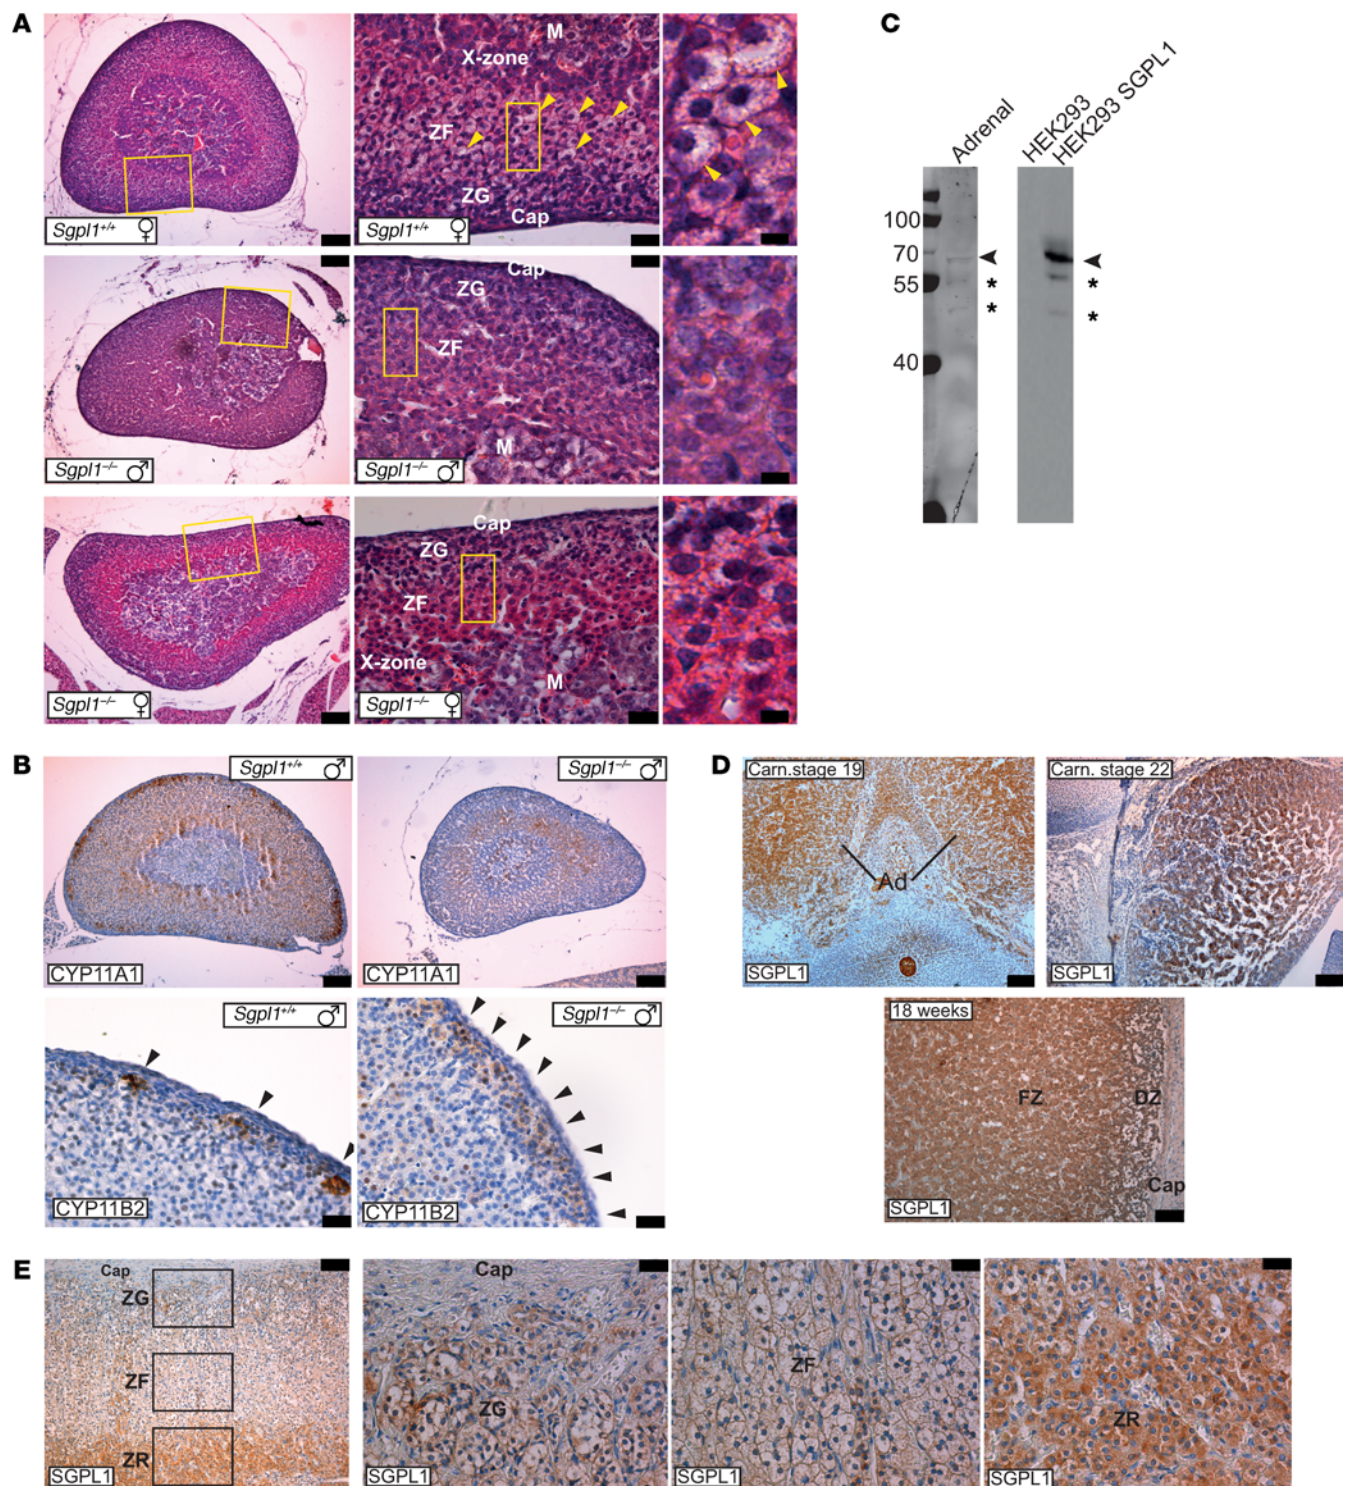 A
M
X-zone
ZF
ZG
Cap
Sgpl1+/+ ♀
Sgpl1+/+ ♀
Cap
ZG
ZF
M
Sgpl1−/− ♂
Sgpl1−/− ♂
Cap
ZG
ZF
X-zone
M
Sgpl1−/− ♀
Sgpl1−/− ♀
C
Adrenal
HEK293
HEK293 SGPL1
100
70
55
40
*
*
*
*
B
Sgpl1+/+ ♂
Sgpl1−/− ♂
CYP11A1
CYP11A1
Sgpl1+/+ ♂
Sgpl1−/− ♂
CYP11B2
CYP11B2
D
Carn.stage 19
Ad
SGPL1
Carn. stage 22
SGPL1
18 weeks
FZ
DZ
Cap
SGPL1
E
Cap
ZG
ZF
ZR
SGPL1
Cap
ZG
SGPL1
ZF
SGPL1
ZR
SGPL1